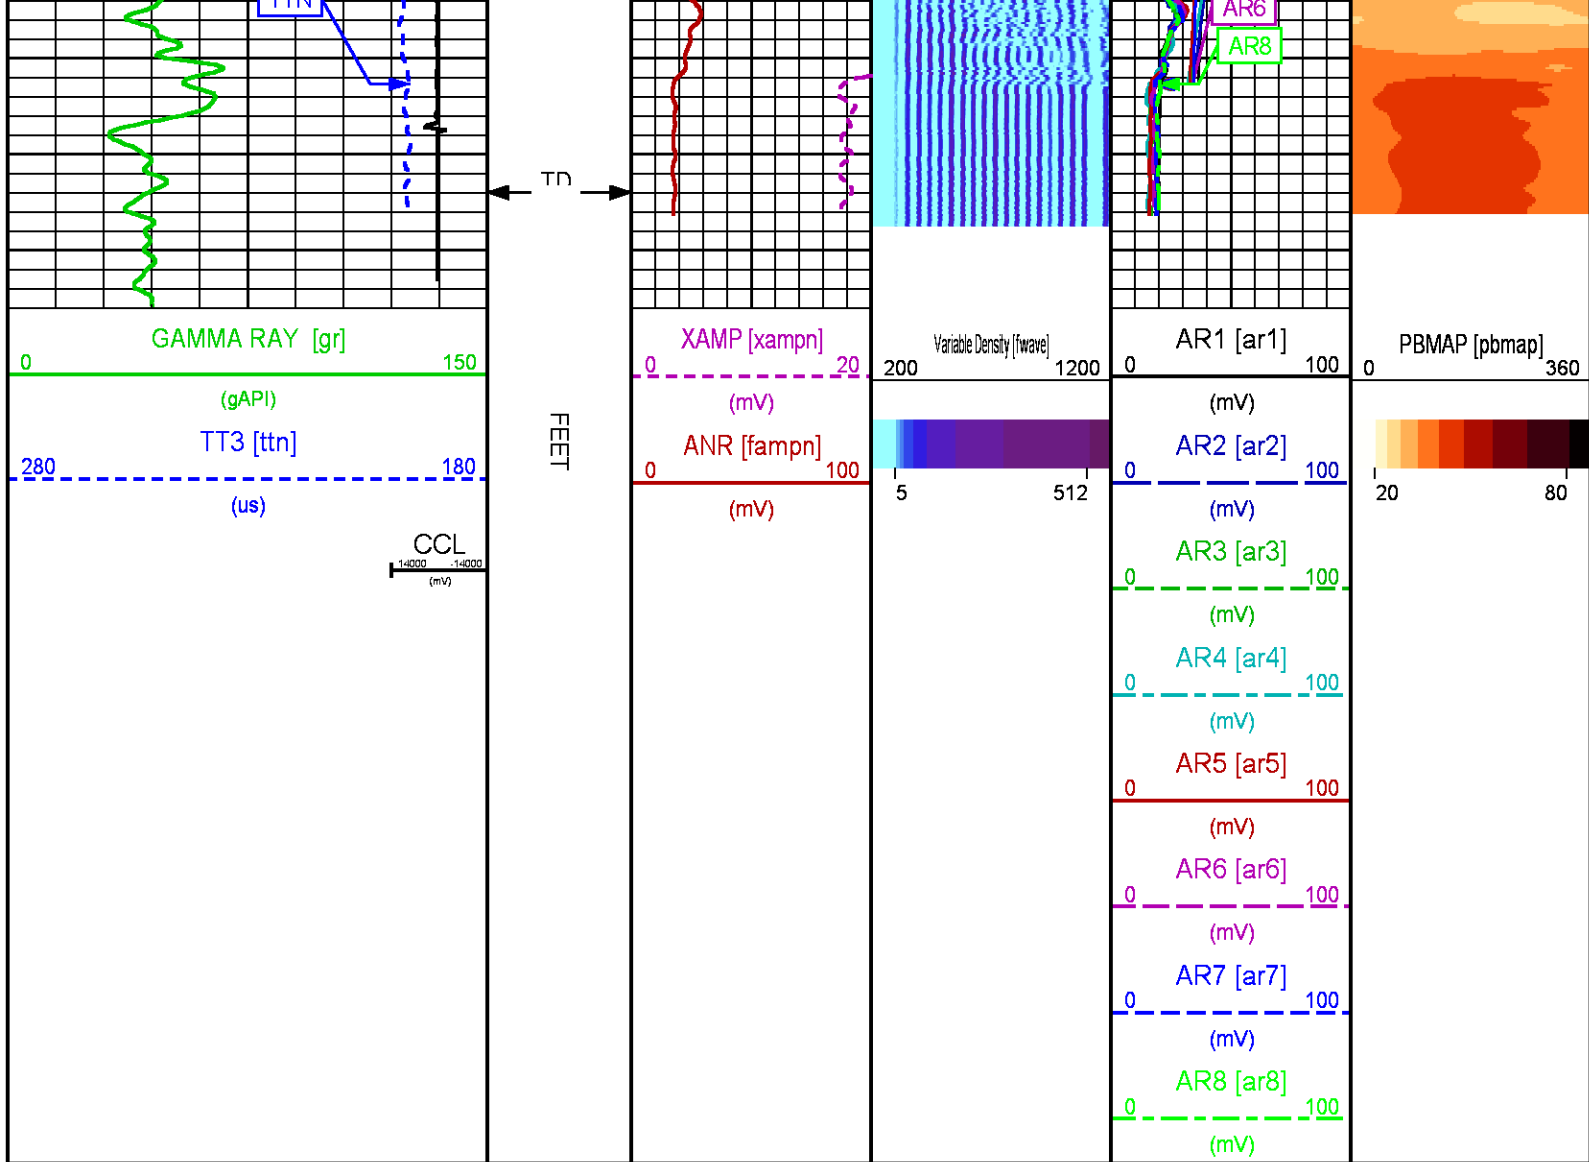 TTN
AR6
AR8
TD
GAMMA RAY [gr]
0 150
(gAPI)
TT3 [ttn]
280 180
(us)
CCL
14000 -14000
(mV)
FEET
XAMP [xampn]
0 20
(mV)
ANR [fampn]
0 100
(mV)
Variable Density [fwave]
200 1200
5 512
AR1 [ar1]
0 100
(mV)
AR2 [ar2]
0 100
(mV)
AR3 [ar3]
0 100
(mV)
AR4 [ar4]
0 100
(mV)
AR5 [ar5]
0 100
(mV)
AR6 [ar6]
0 100
(mV)
AR7 [ar7]
0 100
(mV)
AR8 [ar8]
0 100
(mV)
PBMAP [pbmap]
0 360
20 80